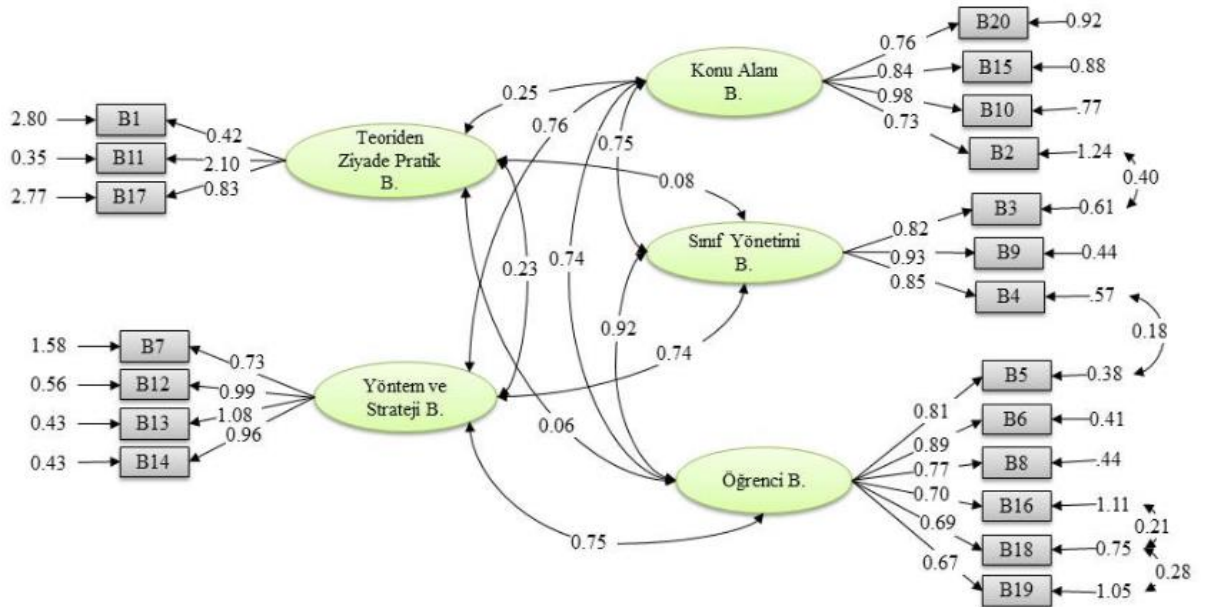 2.80
B1
0.42
0.35
B11
2.10
2.77
B17
0.83
Teoriden
Ziyade Pratik
B.
1.58
B7
0.73
0.56
B12
0.99
0.43
B13
1.08
0.43
B14
0.96
Yöntem ve
Strateji B.
0.25
0.76
0.75
0.08
0.23
0.74
0.92
0.74
0.06
0.75
Konu Alanı
B.
0.76
B20
0.92
0.84
B15
0.88
0.98
B10
.77
0.73
B2
1.24
0.40
Sınıf Yönetimi
B.
0.82
B3
0.61
0.93
B9
0.44
0.85
B4
.57
0.18
Öğrenci B.
0.81
B5
0.38
0.89
B6
0.41
0.77
B8
.44
0.70
B16
1.11
0.21
0.69
B18
0.75
0.28
0.67
B19
1.05